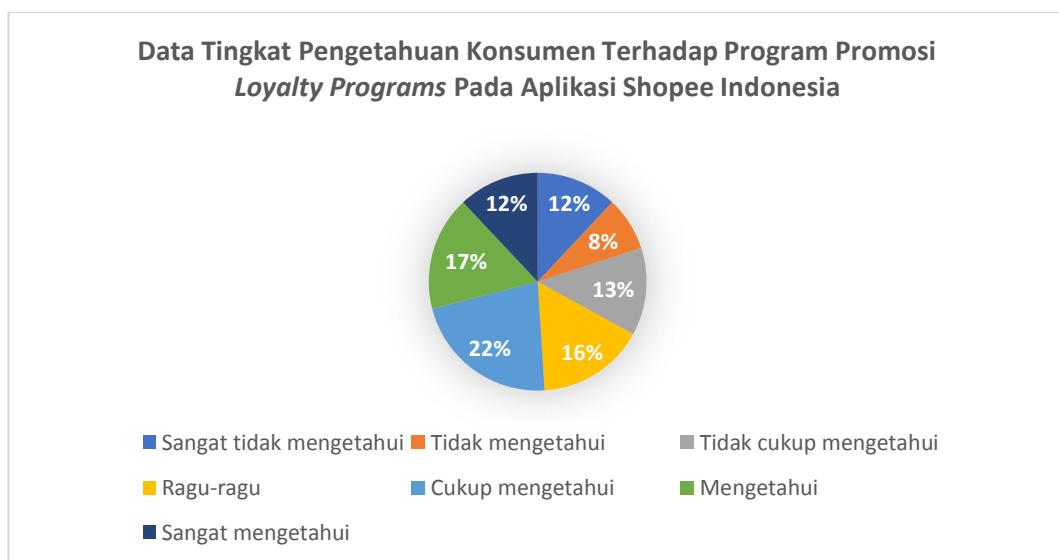 Data Tingkat Pengetahuan Konsumen Terhadap Program Promosi
Loyalty Programs Pada Aplikasi Shopee Indonesia
12% 12%
8%
17%
13%
22%
16%
Sangat tidak mengetahui Tidak mengetahui Tidak cukup mengetahui
Ragu-ragu Cukup mengetahui Mengetahui
Sangat mengetahui